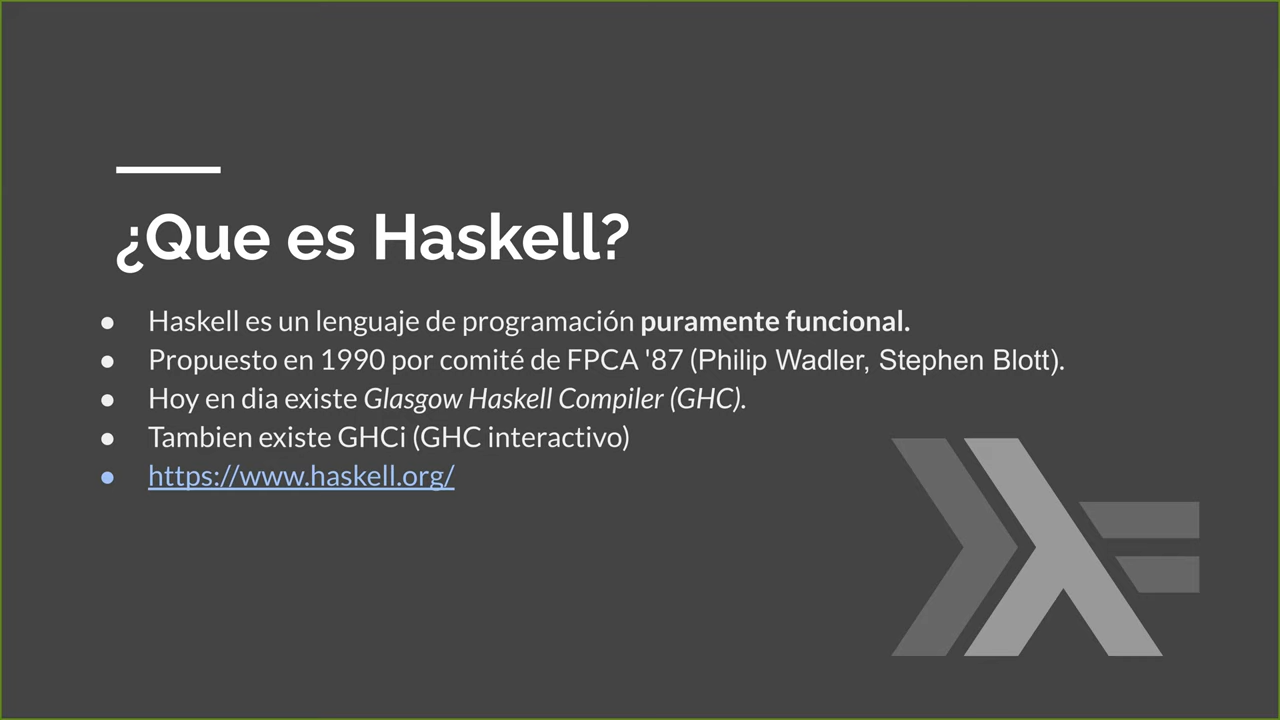 ¿Que es Haskell?
● Haskell es un lenguaje de programación puramente funcional.
● Propuesto en 1990 por comité de FPCA '87 (Philip Wadler, Stephen Blott).
● Hoy en dia existe Glasgow Haskell Compiler (GHC).
● Tambien existe GHCi (GHC interactivo)
● https://www.haskell.org/